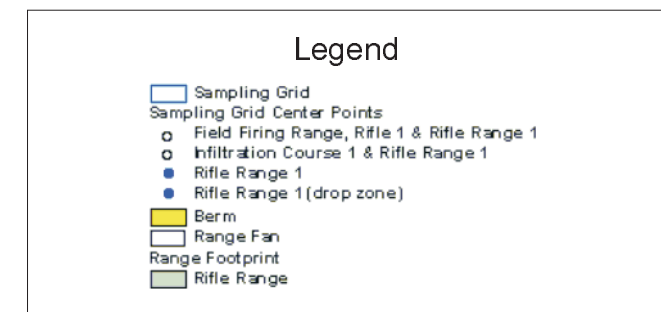 Legend
Sampling Grid
Sampling Grid Center Points
Field Firing Range, Rifle 1 & Rifle Range 1
Infiltration Course 1 & Rifle Range 1
Rifle Range 1
Rifle Range 1 (drop zone)
Berm
Range Fan
Range Footprint
Rifle Range